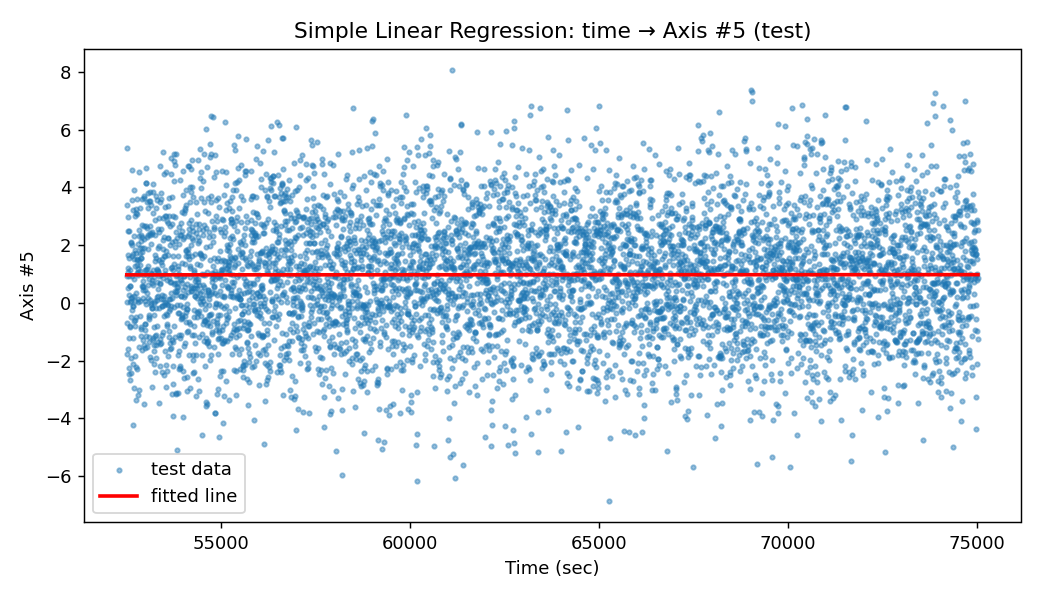 Simple Linear Regression: time → Axis #5 (test)
8
6
4
2
0
−2
−4
−6
Axis #5
test data
fitted line
55000 60000 65000 70000 75000
Time (sec)